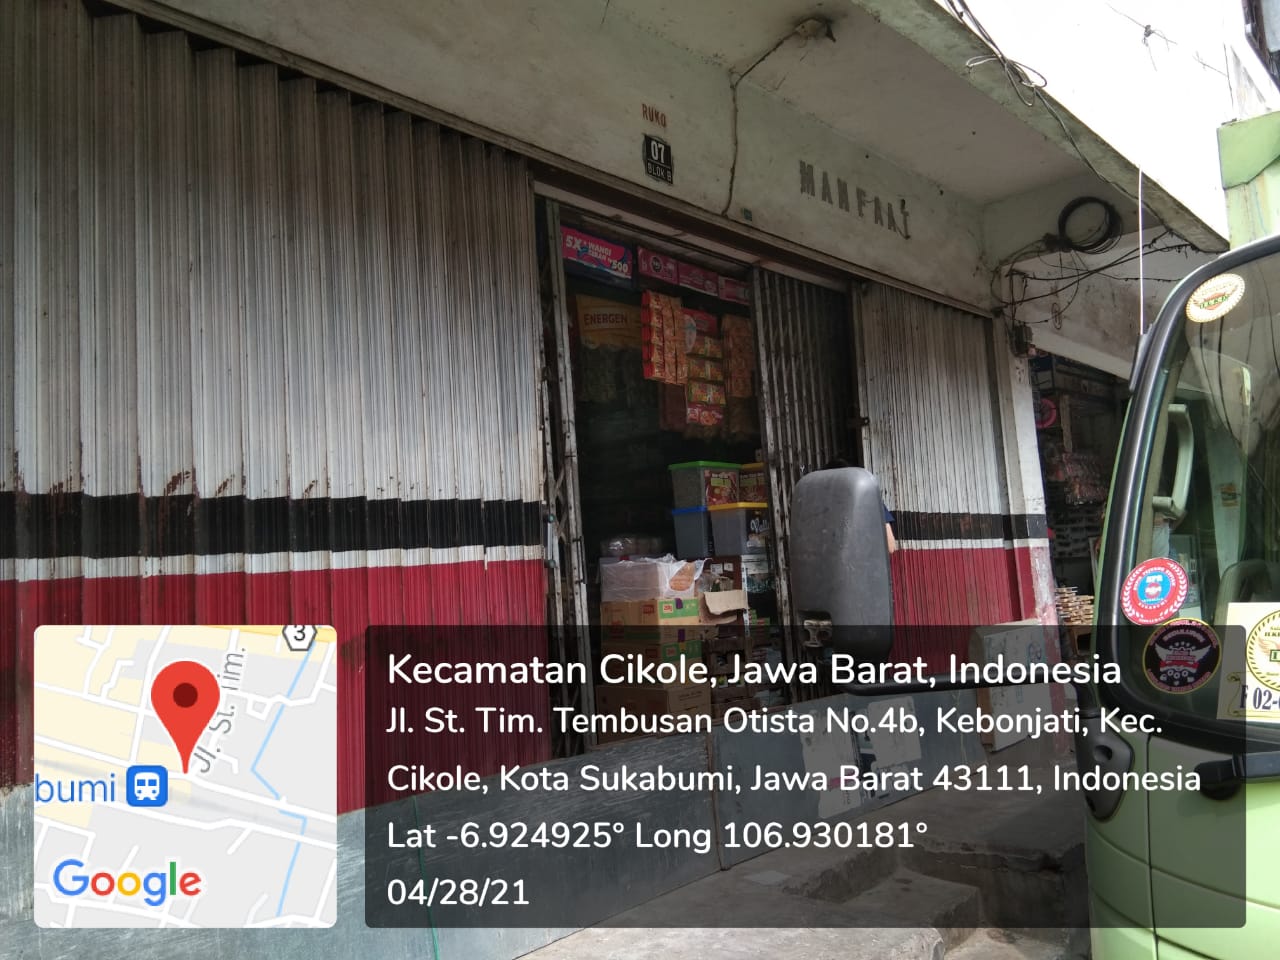 RUKO
07
BLOK B
MANFAAT
5X
WANGI
ENERGEN
Kecamatan Cikole, Jawa Barat, Indonesia
Jl. St. Tim. Tembusan Otista No.4b, Kebonjati, Kec.
Cikole, Kota Sukabumi, Jawa Barat 43111, Indonesia
Lat -6.924925° Long 106.930181°
04/28/21
3
Jl. St. Tim.
bumi
Google
F 02-